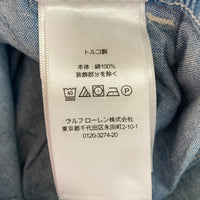 トルコ製
本体:綿100%
装飾部分を除く
40
P
ラルフ ローレン株式会社
東京都千代田区永田町2-10-1
0120-3274-20